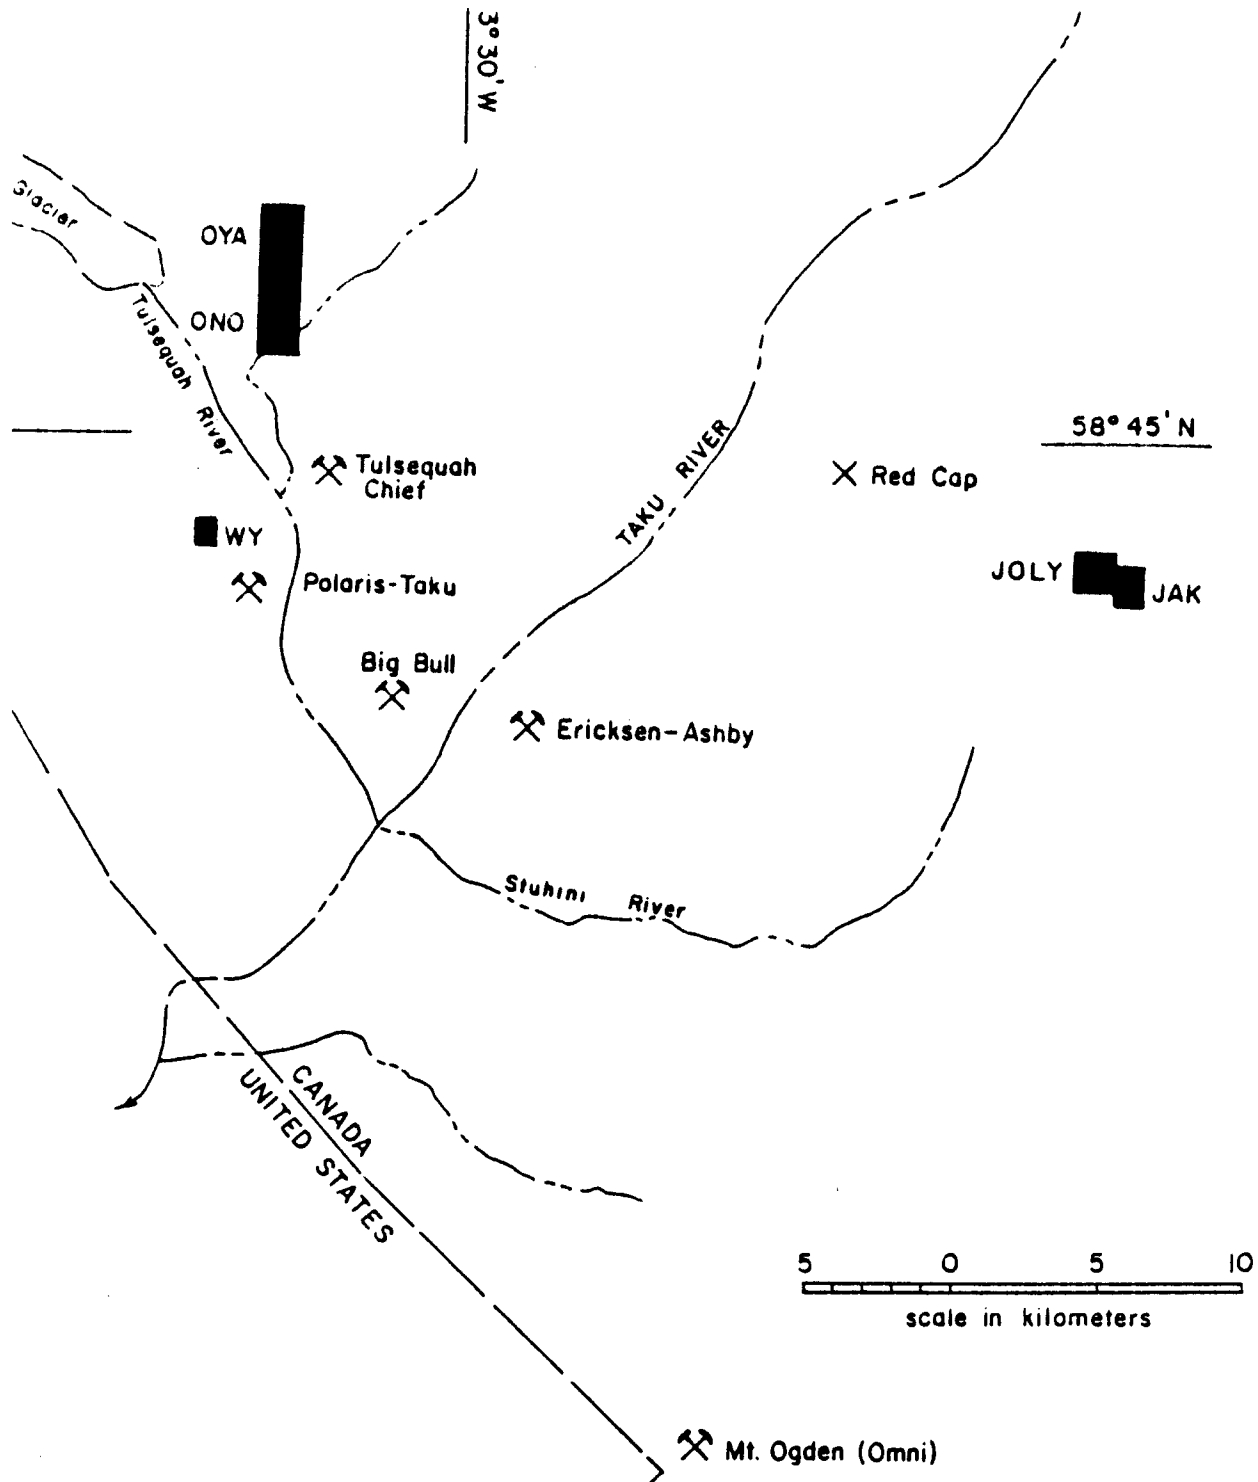 3°30'W
Glacier
OYA
ONO
Tulsequah River
58°45'N
TAKU RIVER
Tulsequah
Chief
Red Cap
WY
Polaris-Taku
JOLY
JAK
Big Bull
Ericksen-Ashby
Stuhini River
CANADA
UNITED STATES
5 0 5 10
scale in kilometers
Mt. Ogden (Omni)